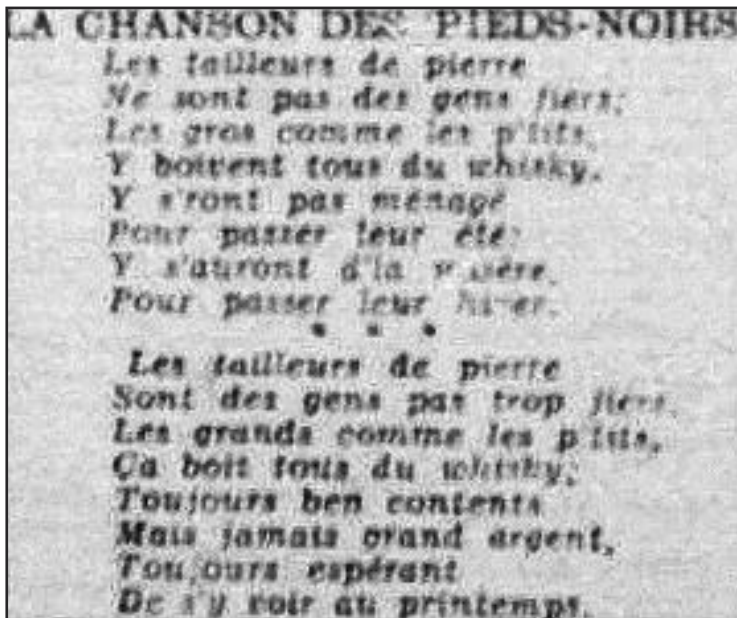 LA CHANSON DES PIEDS-NOIRS
Les tailleurs de pierre
Ne sont pas des gens fiers;
Les gros comme les p'tits,
Y boivent tous du whisky,
Y s'ront pas ménagé
Pour passer leur été;
Y s'auront d'la misère,
Pour passer leur hiver.
* * *
Les tailleurs de pierre
Sont des gens pas trop fiers,
Les grands comme les p'tits,
Ça boit tous du whisky;
Toujours ben contents
Mais jamais grand argent,
Toujours espérant
De s'y voir au printemps.